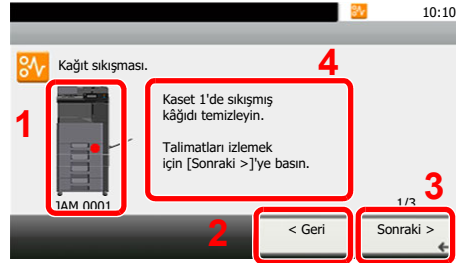 10:10
Kağıt sıkışması.
4
1
Kaset 1'de sıkışmış
kâğıdı temizleyin.
Talimatları izlemek
için [Sonraki >]'ye basın.
JAM 0001
3
1/3
2
< Geri
Sonraki >